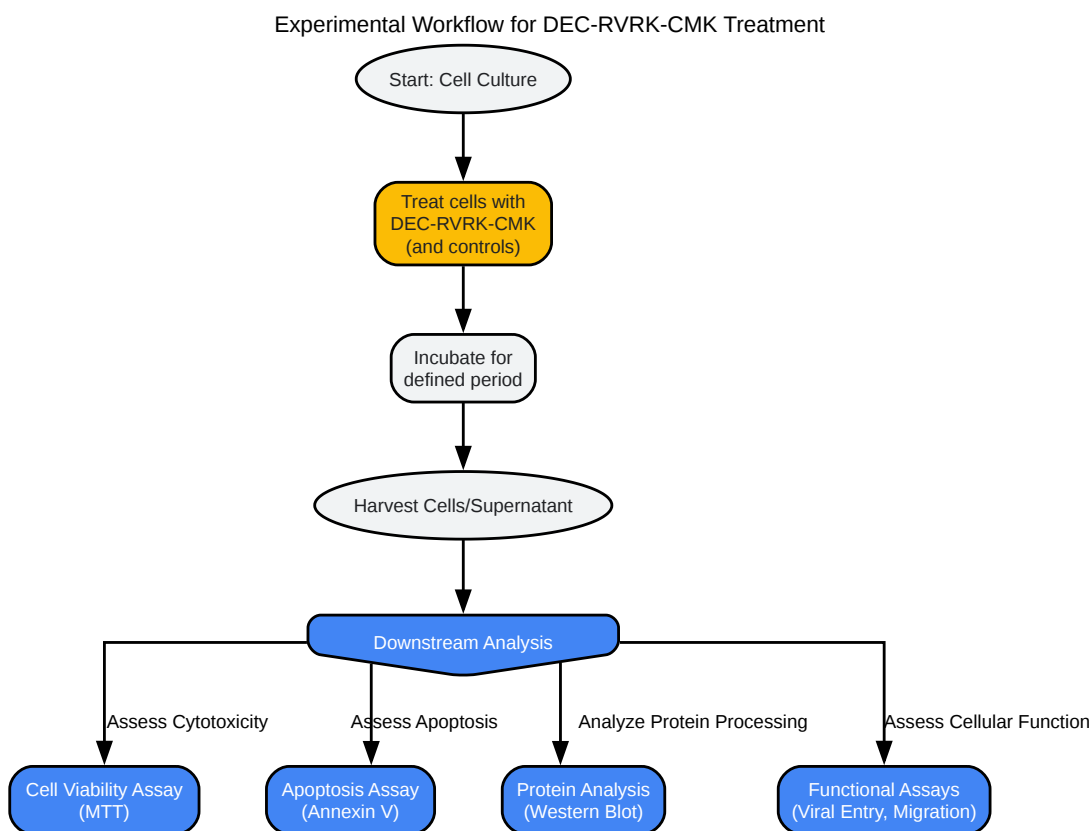 Experimental Workflow for DEC-RVRK-CMK Treatment
Start: Cell Culture
Treat cells with
DEC-RVRK-CMK
(and controls)
Incubate for
defined period
Harvest Cells/Supernatant
Downstream Analysis
Assess Cytotoxicity
Assess Apoptosis
Analyze Protein Processing
Assess Cellular Function
Cell Viability Assay
(MTT)
Apoptosis Assay
(Annexin V)
Protein Analysis
(Western Blot)
Functional Assays
(Viral Entry, Migration)